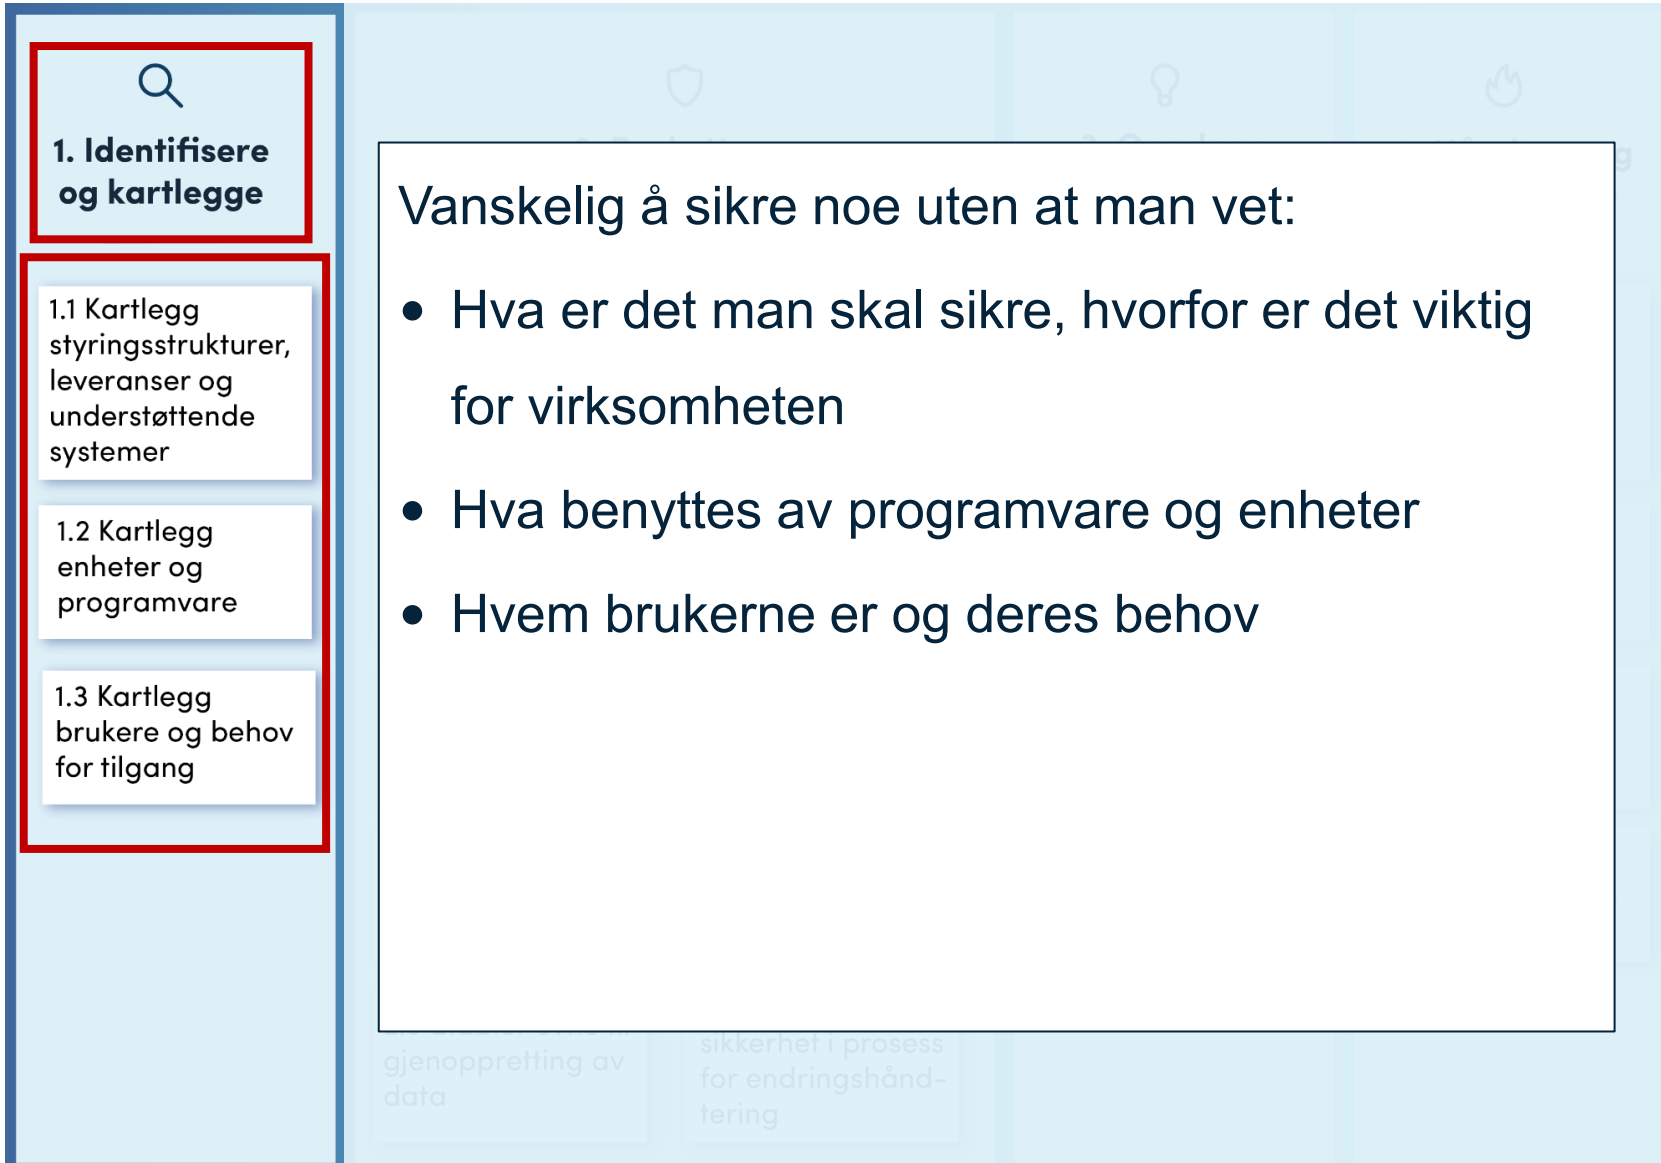 1. Identifisere
og kartlegge
1.1 Kartlegg
styringsstrukturer,
leveranser og
understøttende
systemer
1.2 Kartlegg
enheter og
programvare
1.3 Kartlegg
brukere og behov
for tilgang
Vanskelig å sikre noe uten at man vet:
• Hva er det man skal sikre, hvorfor er det viktig
for virksomheten
• Hva benyttes av programvare og enheter
• Hvem brukerne er og deres behov
gjenoppretting av
data
sikkerhet i prosess
for endringshånd-
tering